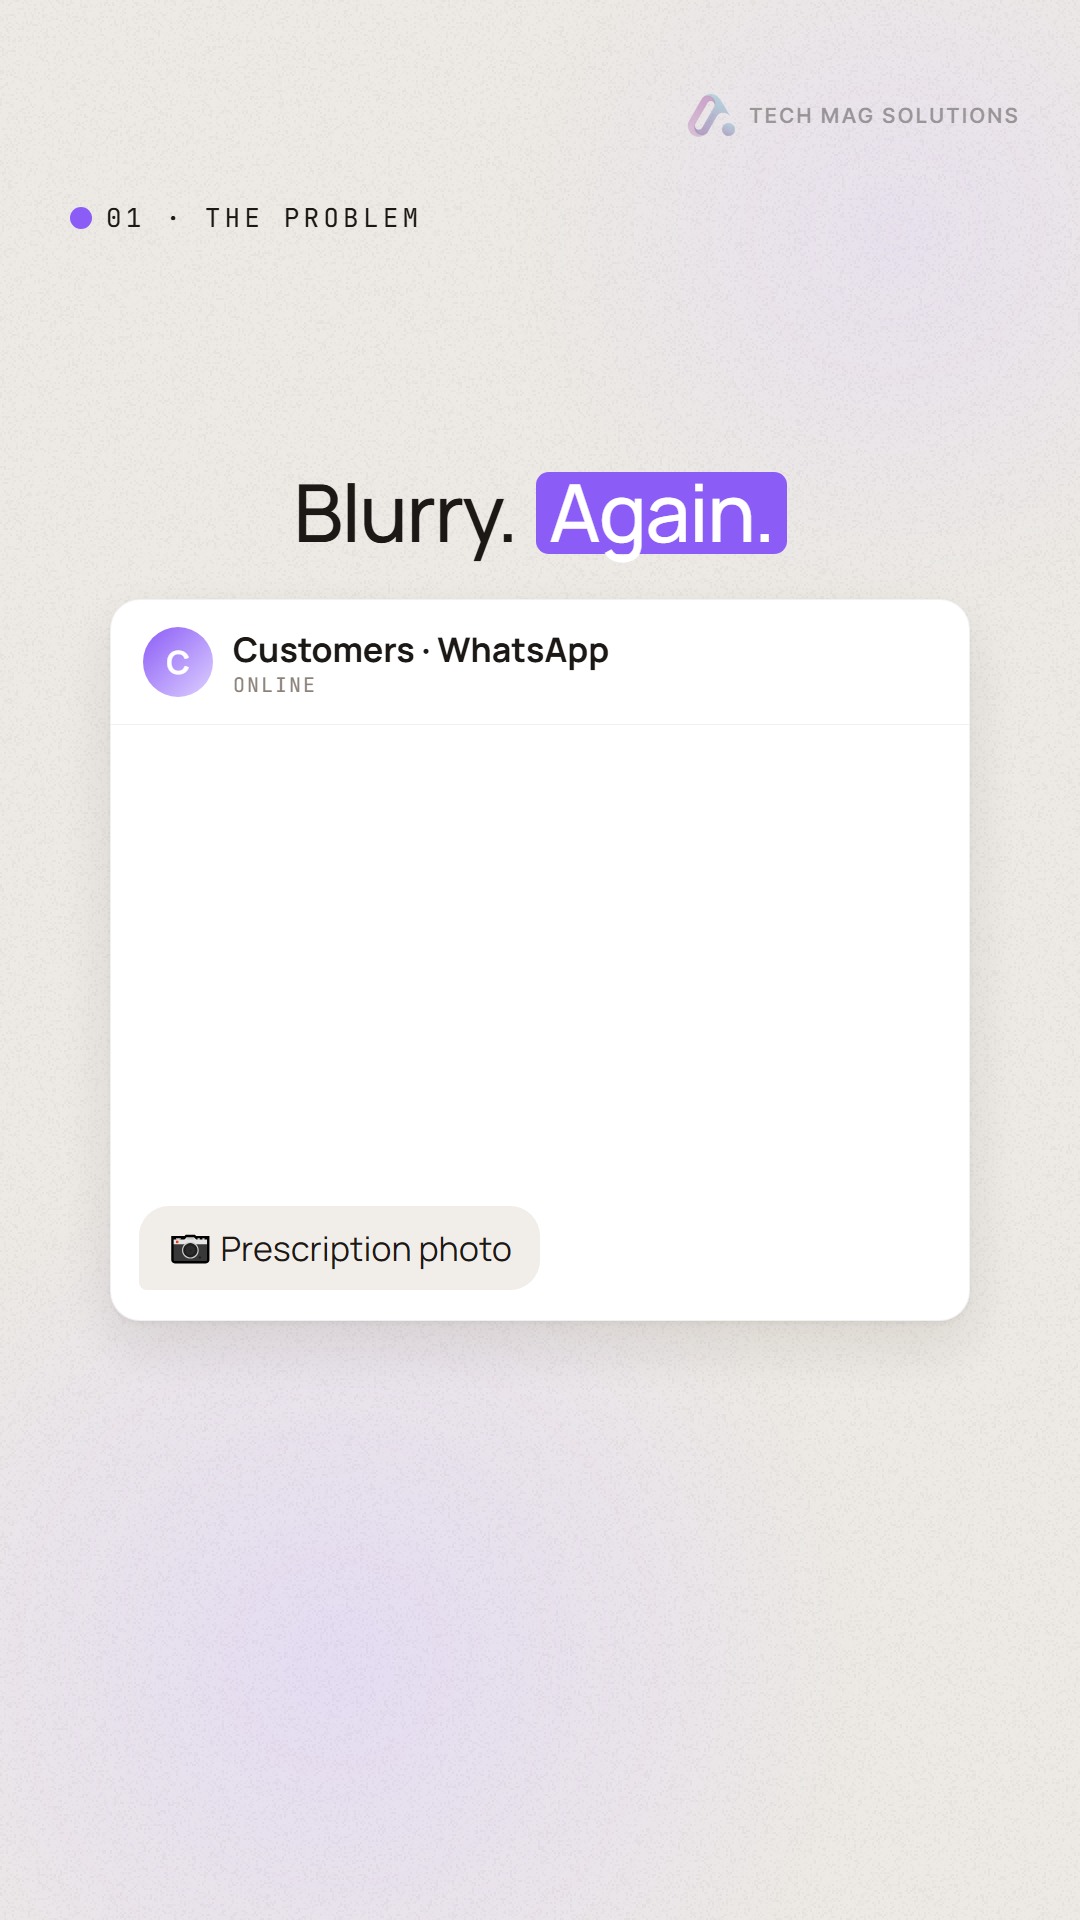 TECH MAG SOLUTIONS
01 · THE PROBLEM
Blurry. Again.
C
Customers · WhatsApp
ONLINE
📷 Prescription photo